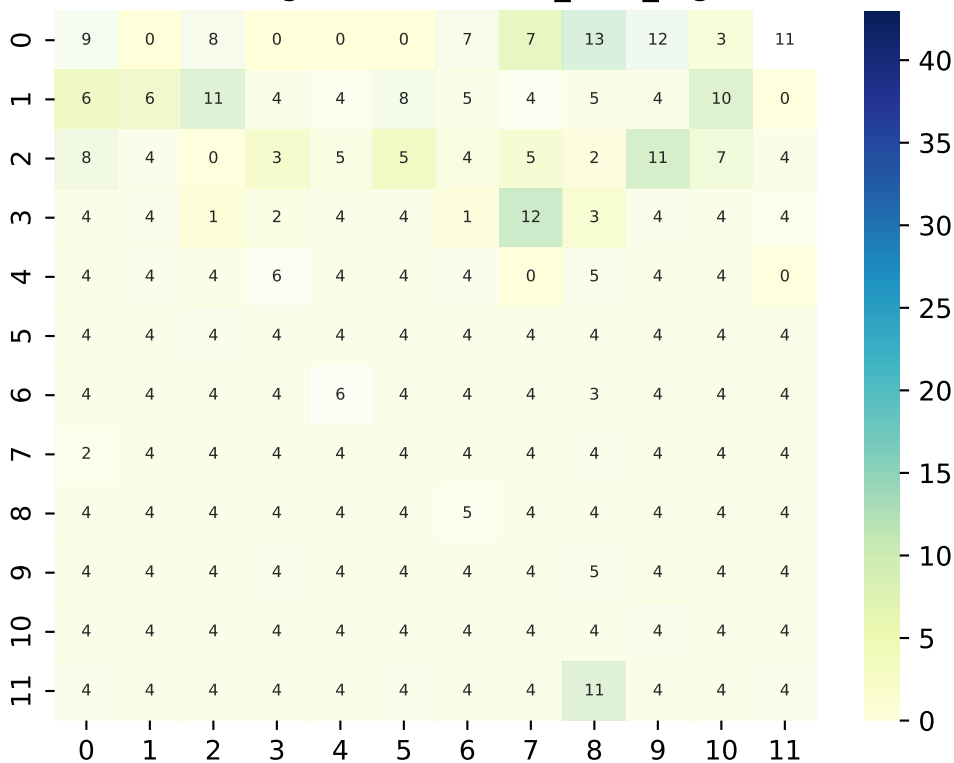 0 9 0 8 0 0 0 7 7 13 12 3 11
1 6 6 11 4 4 8 5 4 5 4 10 0
2 8 4 0 3 5 5 4 5 2 11 7 4
3 4 4 1 2 4 4 1 12 3 4 4 4
4 4 4 4 6 4 4 4 0 5 4 4 0
5 4 4 4 4 4 4 4 4 4 4 4 4
6 4 4 4 4 6 4 4 4 3 4 4 4
7 2 4 4 4 4 4 4 4 4 4 4 4
8 4 4 4 4 4 4 5 4 4 4 4 4
9 4 4 4 4 4 4 4 4 5 4 4 4
10 4 4 4 4 4 4 4 4 4 4 4 4
11 4 4 4 4 4 4 4 4 11 4 4 4
0 1 2 3 4 5 6 7 8 9 10 11
40
35
30
25
20
15
10
5
0